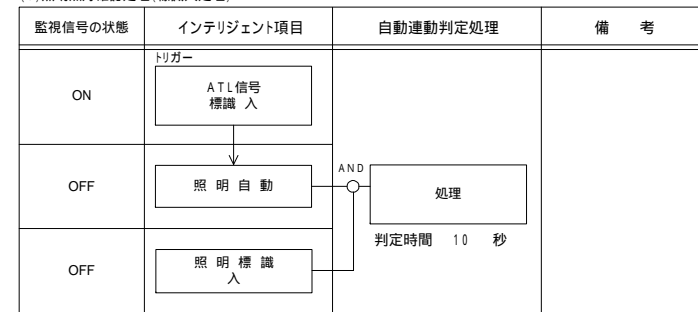 監視信号の状態 インテリジェント項目 自動連動判定処理 備 考
トリガー
ON
ATL信号
標識 入
OFF
照 明 自 動
AND
処理
判定時間 10 秒
OFF
照 明 標 識
入